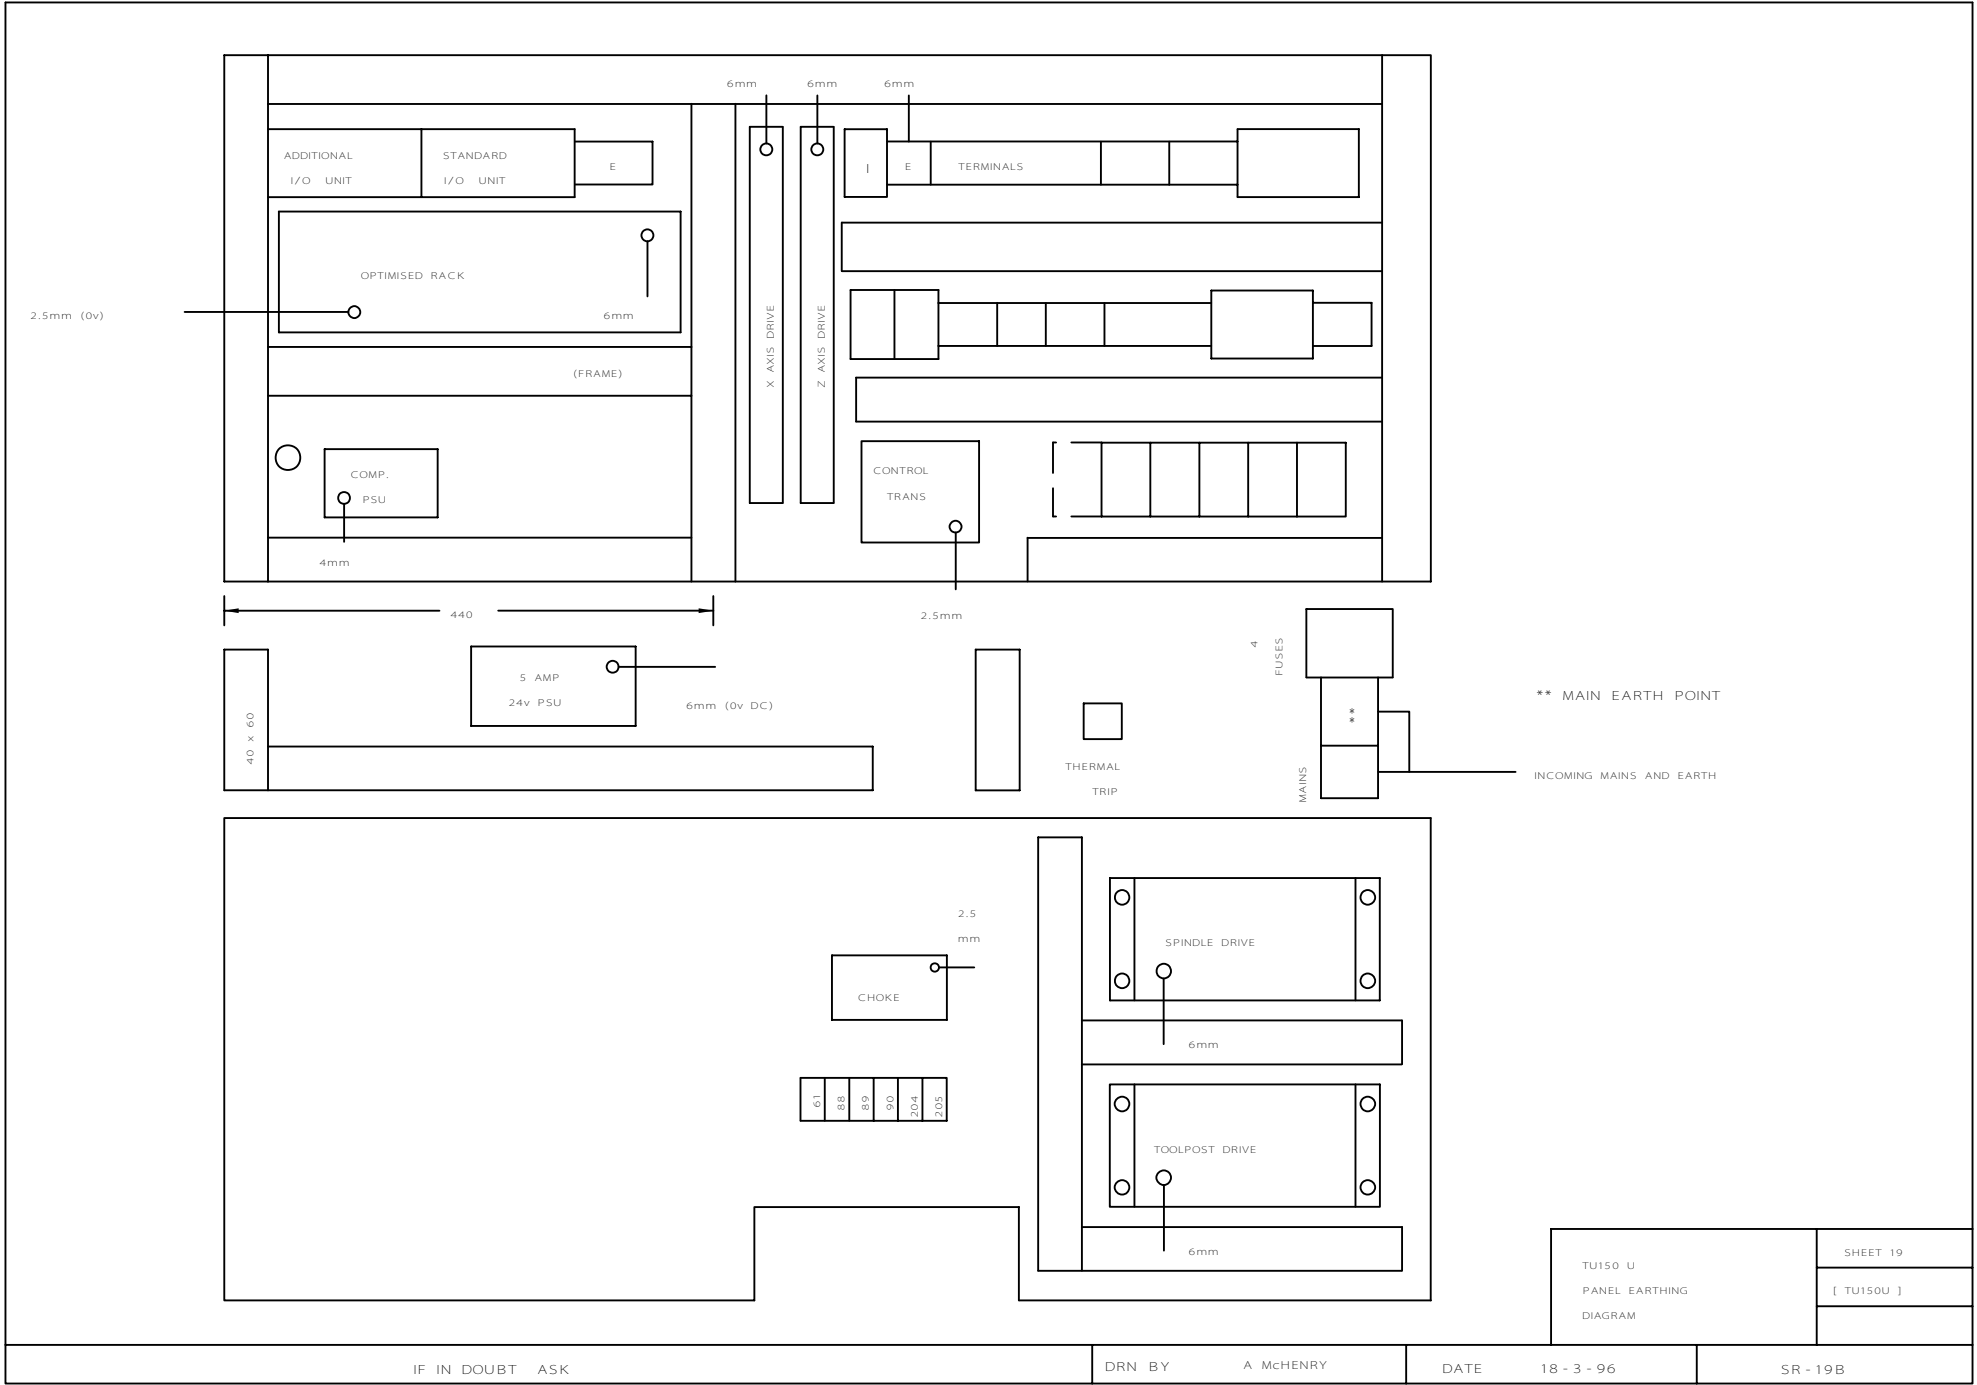 6mm
6mm
6mm
ADDITIONAL
I/O UNIT
STANDARD
I/O UNIT
E
I
E
TERMINALS
OPTIMISED RACK
2.5mm (0v)
6mm
X AXIS DRIVE
Z AXIS DRIVE
(FRAME)
COMP.
PSU
4mm
CONTROL
TRANS
2.5mm
440
5 AMP
24v PSU
6mm (0v DC)
40 x 60
THERMAL
TRIP
4
FUSES
**
MAINS
** MAIN EARTH POINT
INCOMING MAINS AND EARTH
2.5
mm
CHOKE
61
88
89
90
204
205
SPINDLE DRIVE
6mm
TOOLPOST DRIVE
6mm
TU150 U
PANEL EARTHING
DIAGRAM
SHEET 19
[ TU150U ]
IF IN DOUBT ASK
DRN BY A McHENRY
DATE 18-3-96
SR-19B